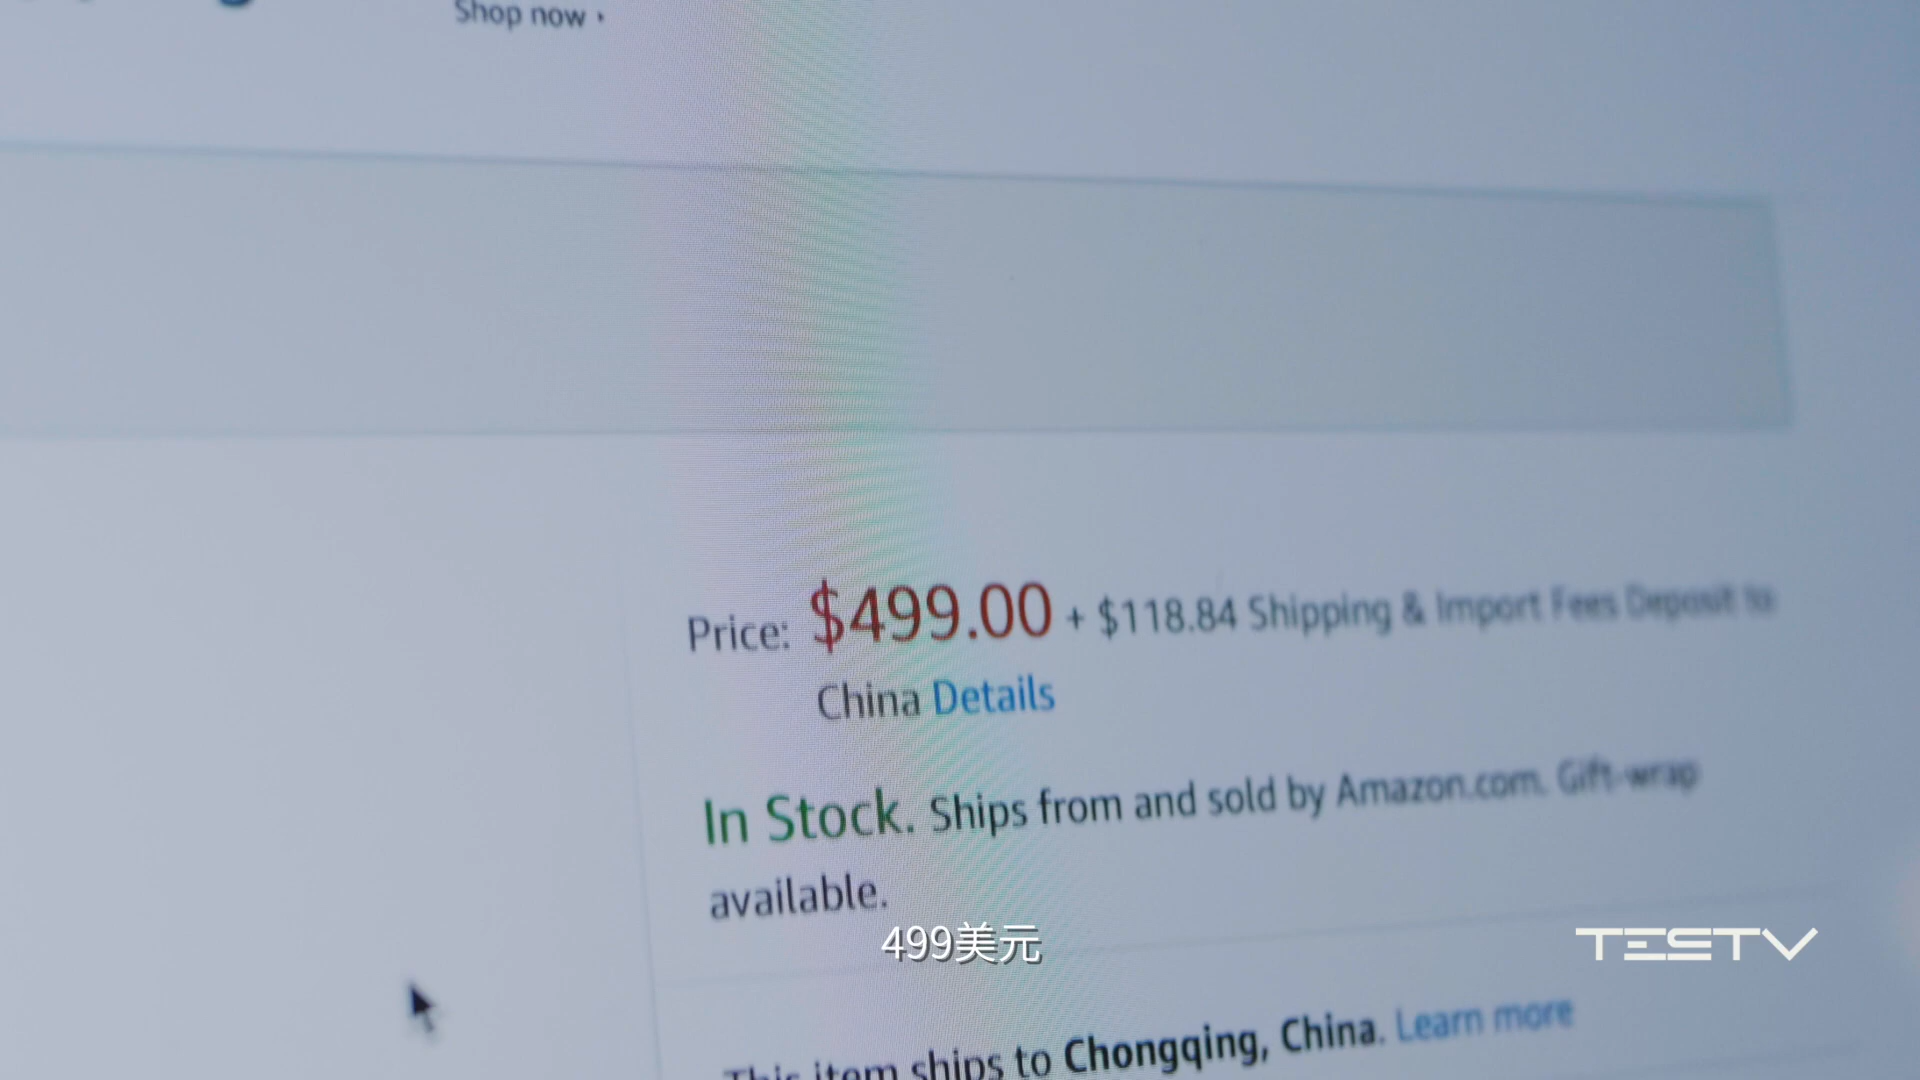 Shop now ›
Price: $499.00 + $118.84 Shipping & Import Fees Deposit to
China Details
In Stock. Ships from and sold by Amazon.com. Gift-wrap
available.
499美元
TESTV
This item ships to Chongqing, China. Learn more